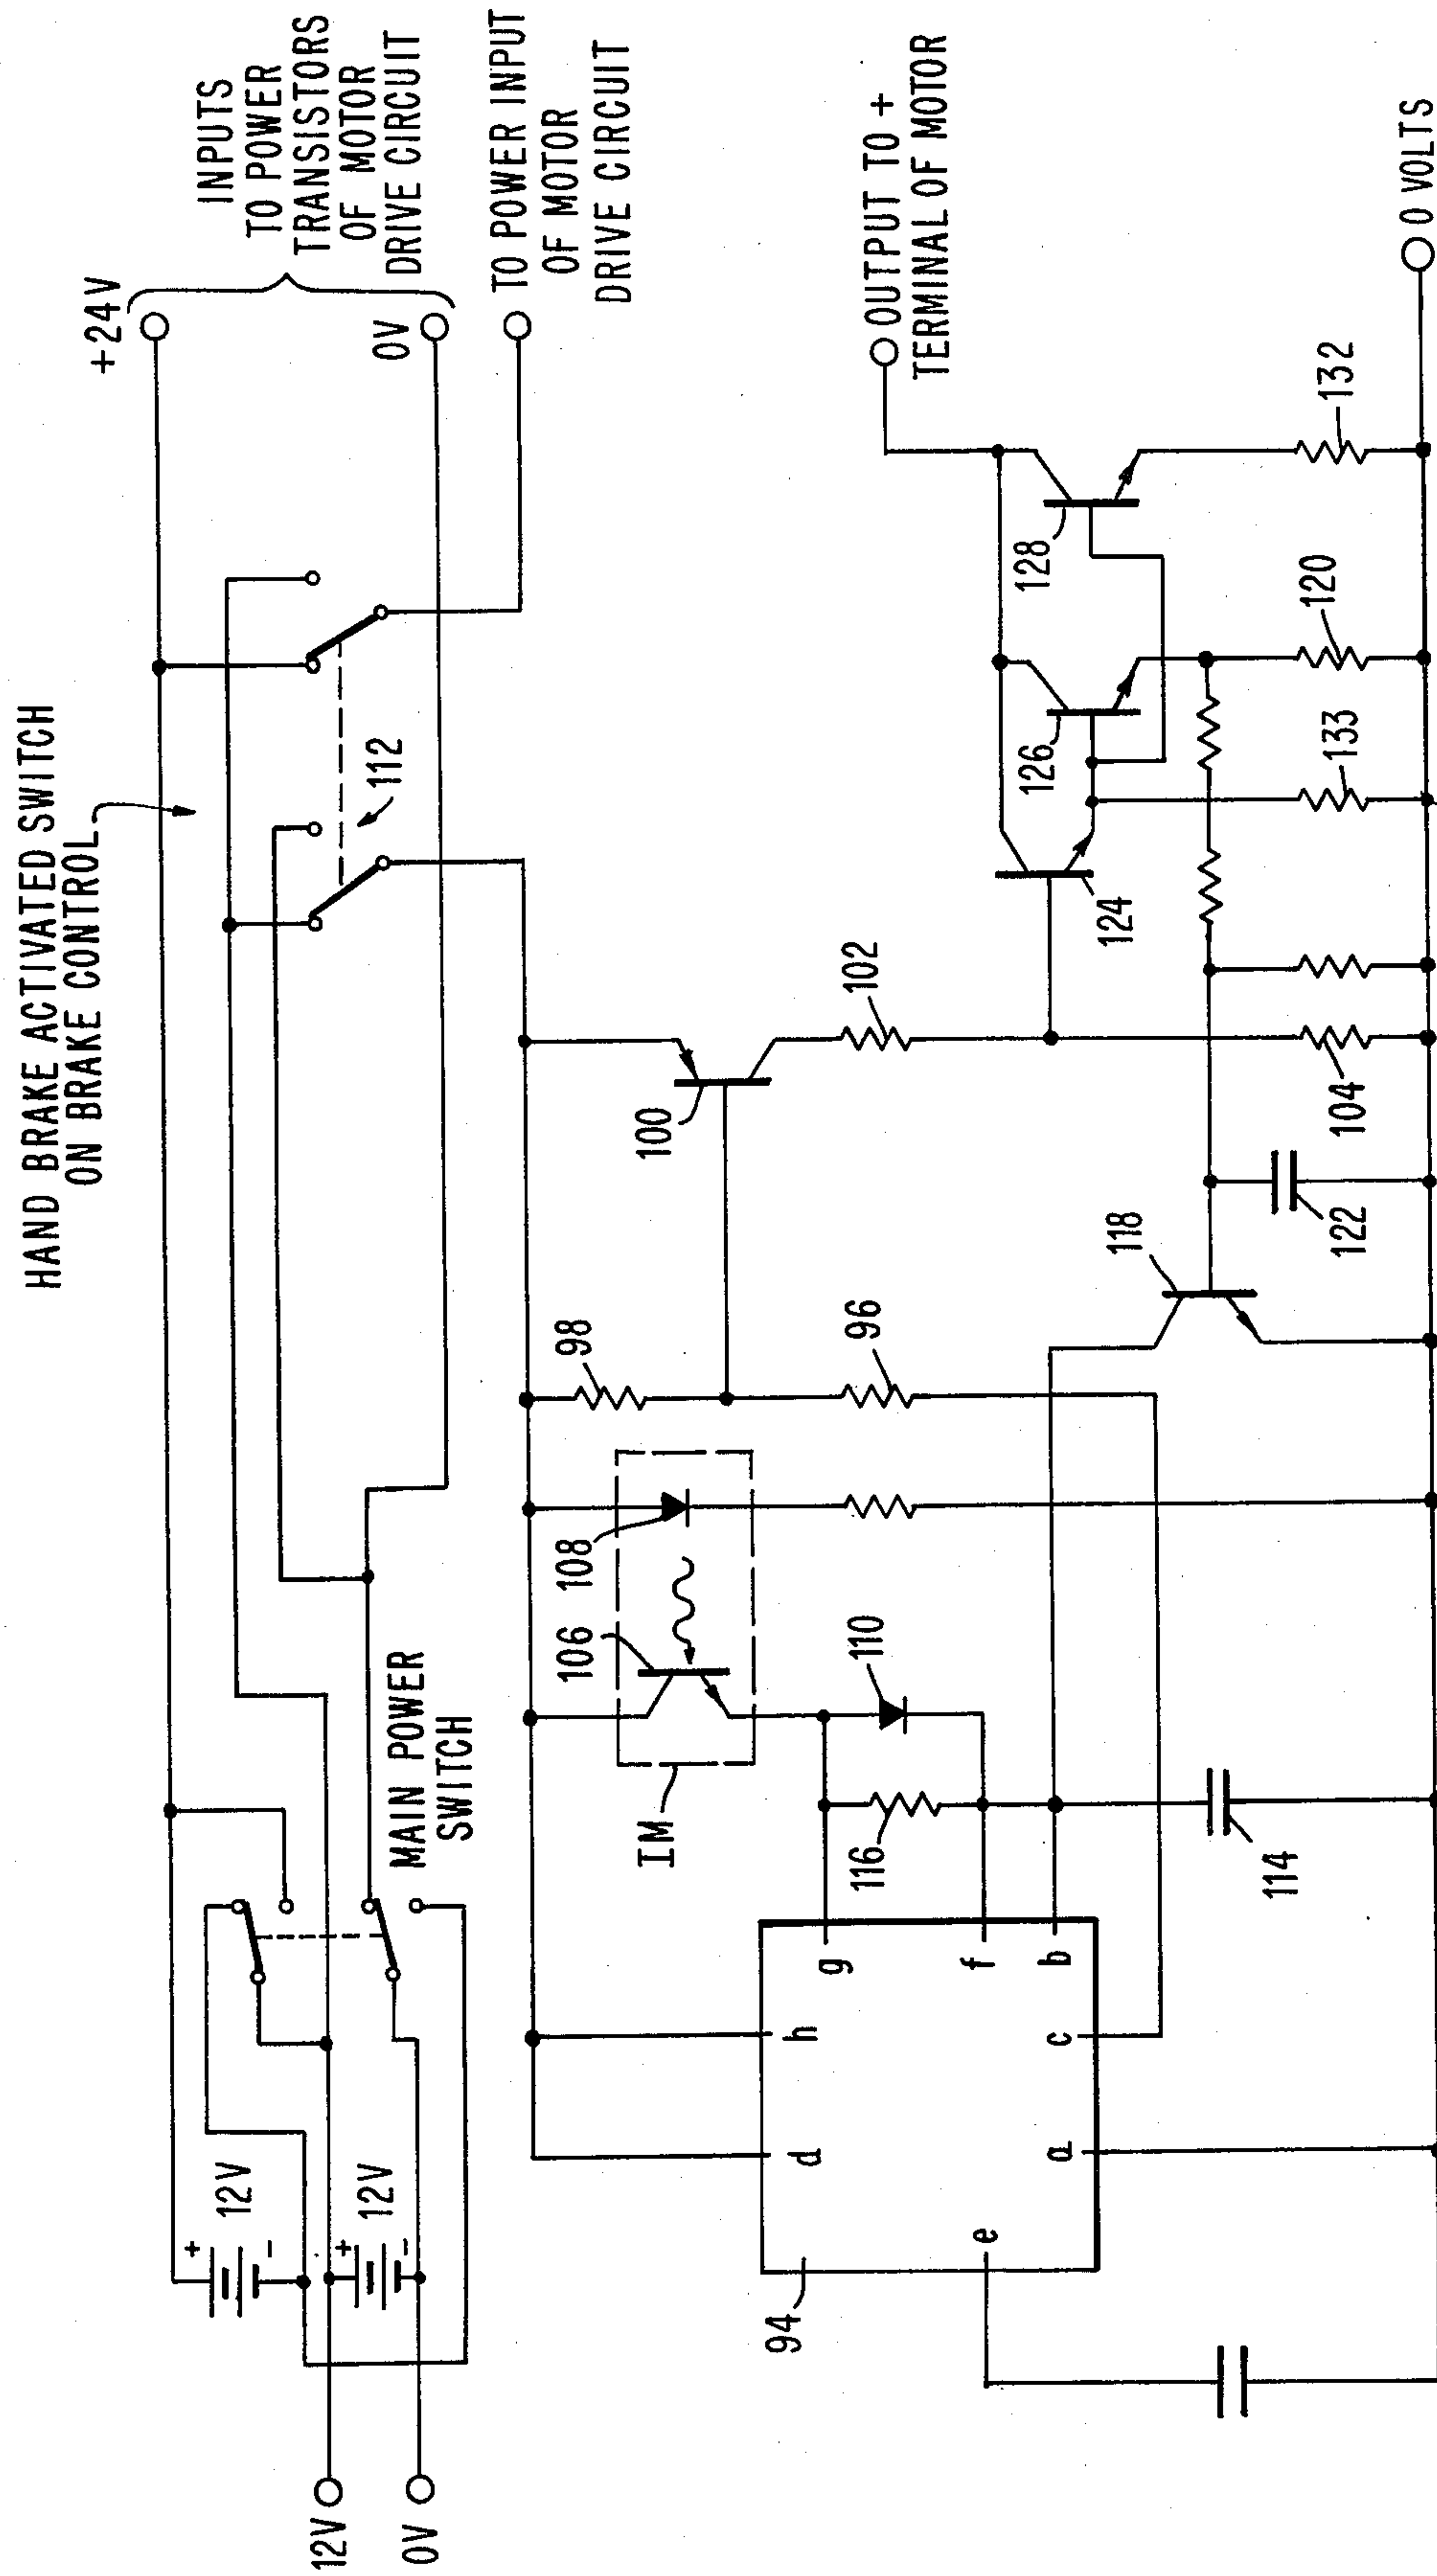 HAND BRAKE ACTIVATED SWITCH
ON BRAKE CONTROL
+24V
INPUTS
TO POWER
TRANSISTORS
OF MOTOR
DRIVE CIRCUIT
0V
TO POWER INPUT
OF MOTOR
DRIVE CIRCUIT
112
12V
12V
12V
0V
MAIN POWER
SWITCH
OUTPUT TO +
TERMINAL OF MOTOR
0 VOLTS
IM
106
108
98
100
96
102
110
116
114
118
122
104
124
126
128
133
120
132
94
d
h
g
f
b
e
a
c
+
-
+
-